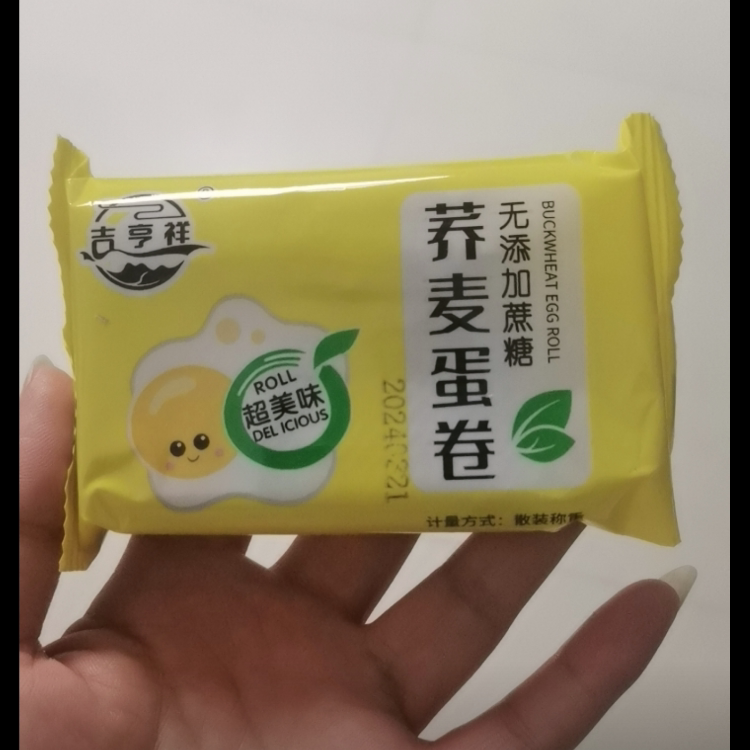 吉亨祥
®
ROLL
超美味
DEL ICIOUS
荞麦蛋卷
无添加蔗糖
BUCKWHEAT EGG ROLL
计量方式：散装称重